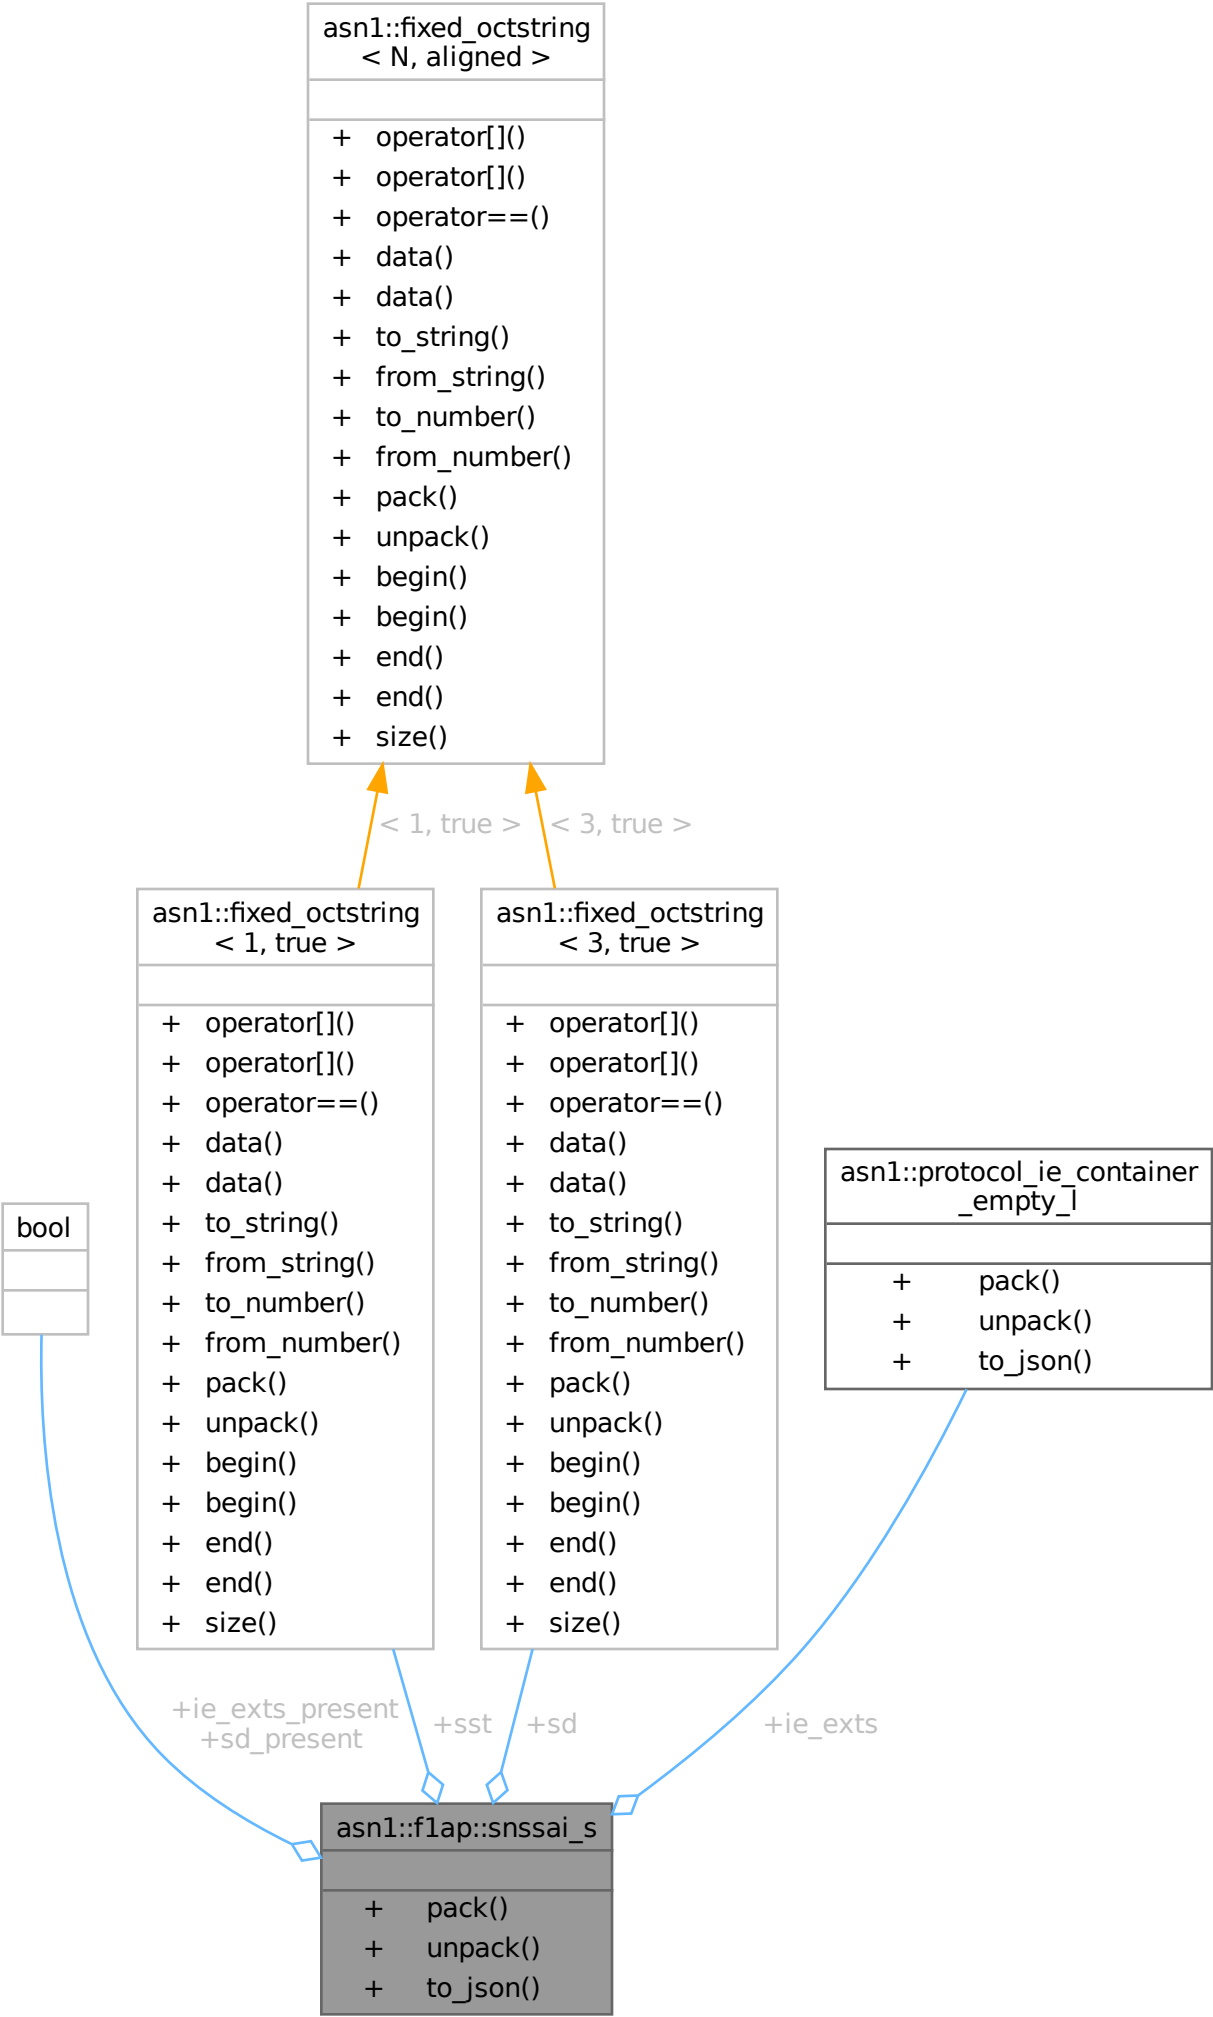 asn1::fixed_octstring
< N, aligned >
+ operator[]()
+ operator[]()
+ operator==()
+ data()
+ data()
+ to_string()
+ from_string()
+ to_number()
+ from_number()
+ pack()
+ unpack()
+ begin()
+ begin()
+ end()
+ end()
+ size()
< 1, true >
< 3, true >
asn1::fixed_octstring
< 1, true >
+ operator[]()
+ operator[]()
+ operator==()
+ data()
+ data()
+ to_string()
+ from_string()
+ to_number()
+ from_number()
+ pack()
+ unpack()
+ begin()
+ begin()
+ end()
+ end()
+ size()
asn1::fixed_octstring
< 3, true >
+ operator[]()
+ operator[]()
+ operator==()
+ data()
+ data()
+ to_string()
+ from_string()
+ to_number()
+ from_number()
+ pack()
+ unpack()
+ begin()
+ begin()
+ end()
+ end()
+ size()
asn1::protocol_ie_container
_empty_l
+ pack()
+ unpack()
+ to_json()
bool
+ie_exts_present
+sd_present
+sst
+sd
+ie_exts
asn1::f1ap::snssai_s
+ pack()
+ unpack()
+ to_json()